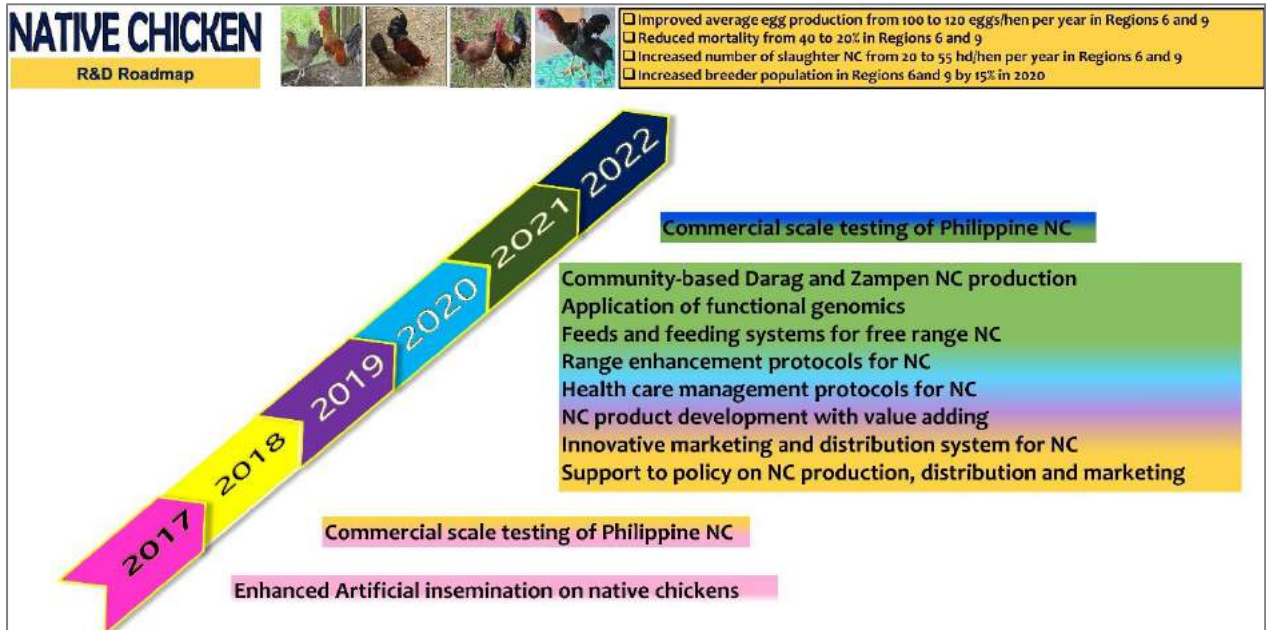 NATIVE CHICKEN
R&D Roadmap
❑ Improved average egg production from 100 to 120 eggs/hen per year in Regions 6 and 9
❑ Reduced mortality from 40 to 20% in Regions 6 and 9
❑ Increased number of slaughter NC from 20 to 55 hd/hen per year in Regions 6 and 9
❑ Increased breeder population in Regions 6and 9 by 15% in 2020
2022
2021
2020
2019
2018
2017
Commercial scale testing of Philippine NC
Community-based Darag and Zampen NC production
Application of functional genomics
Feeds and feeding systems for free range NC
Range enhancement protocols for NC
Health care management protocols for NC
NC product development with value adding
Innovative marketing and distribution system for NC
Support to policy on NC production, distribution and marketing
Commercial scale testing of Philippine NC
Enhanced Artificial insemination on native chickens